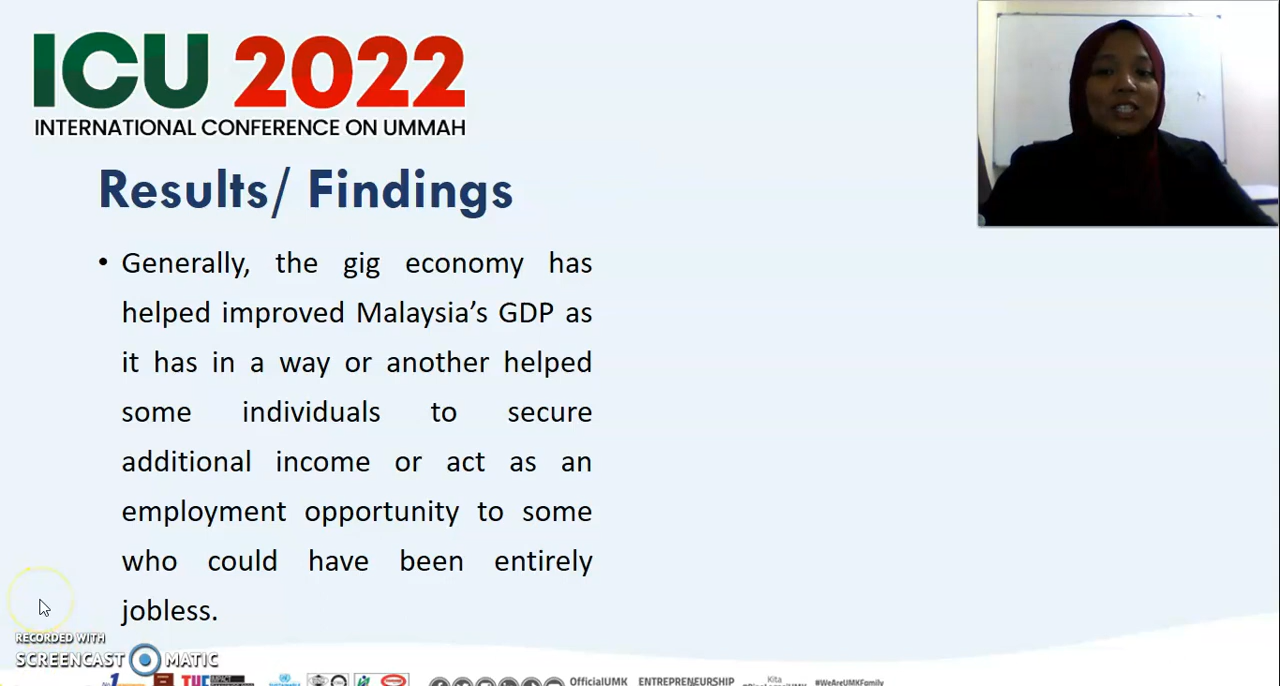 ICU 2022
INTERNATIONAL CONFERENCE ON UMMAH
Results/ Findings
• Generally, the gig economy has
helped improved Malaysia’s GDP as
it has in a way or another helped
some individuals to secure
additional income or act as an
employment opportunity to some
who could have been entirely
jobless.
RECORDED WITH
SCREENCAST MATIC
No.1
OfficialUMK
ENTREPRENEURSHIP
Kita
#WeAreUMKFamily